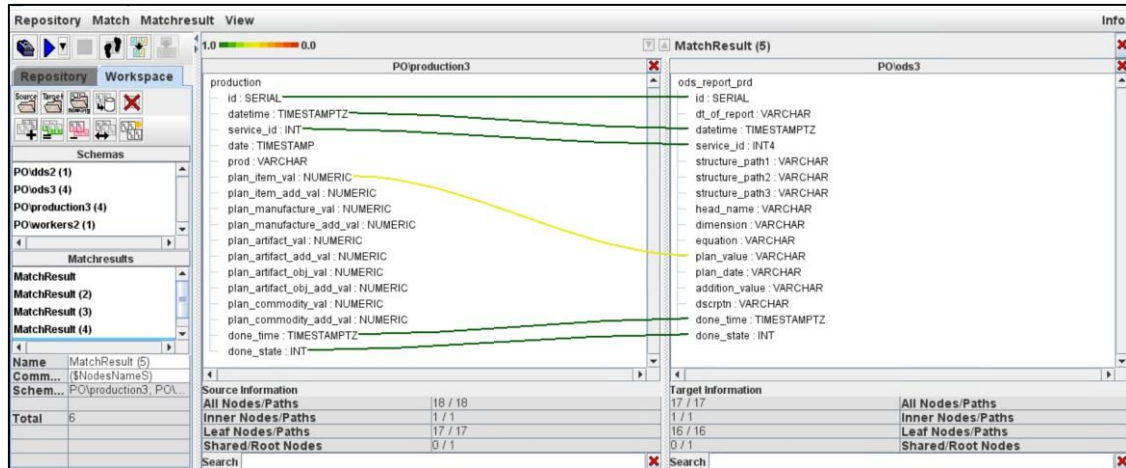 Repository Match Matchresult View Info
1.0 0.0 MatchResult (5)
Repository Workspace
Source Target
Schemas
PO\dds2 (1)
PO\ods3 (4)
PO\production3 (4)
PO\workers2 (1)
Matchresults
MatchResult
MatchResult (2)
MatchResult (3)
MatchResult (4)
Name MatchResult (5)
Comm... ($NodesNameS)
Schem... PO\production3, PO\...
Total 6
PO\production3
production
id : SERIAL
datetime : TIMESTAMPTZ
service_id : INT
date : TIMESTAMP
prod : VARCHAR
plan_item_val : NUMERIC
plan_item_add_val : NUMERIC
plan_manufacture_val : NUMERIC
plan_manufacture_add_val : NUMERIC
plan_artifact_val : NUMERIC
plan_artifact_add_val : NUMERIC
plan_artifact_obj_val : NUMERIC
plan_artifact_obj_add_val : NUMERIC
plan_commodity_val : NUMERIC
plan_commodity_add_val : NUMERIC
done_time : TIMESTAMPTZ
done_state : INT
PO\ods3
ods_report_prd
id : SERIAL
dt_of_report : VARCHAR
datetime : TIMESTAMPTZ
service_id : INT4
structure_path1 : VARCHAR
structure_path2 : VARCHAR
structure_path3 : VARCHAR
head_name : VARCHAR
dimension : VARCHAR
equation : VARCHAR
plan_value : VARCHAR
plan_date : VARCHAR
addition_value : VARCHAR
dscrptn : VARCHAR
done_time : TIMESTAMPTZ
done_state : INT
Source Information
All Nodes/Paths 18 / 18
Inner Nodes/Paths 1 / 1
Leaf Nodes/Paths 17 / 17
Shared/Root Nodes 0 / 1
Search
Target Information
17 / 17 All Nodes/Paths
1 / 1 Inner Nodes/Paths
16 / 16 Leaf Nodes/Paths
0 / 1 Shared/Root Nodes
Search